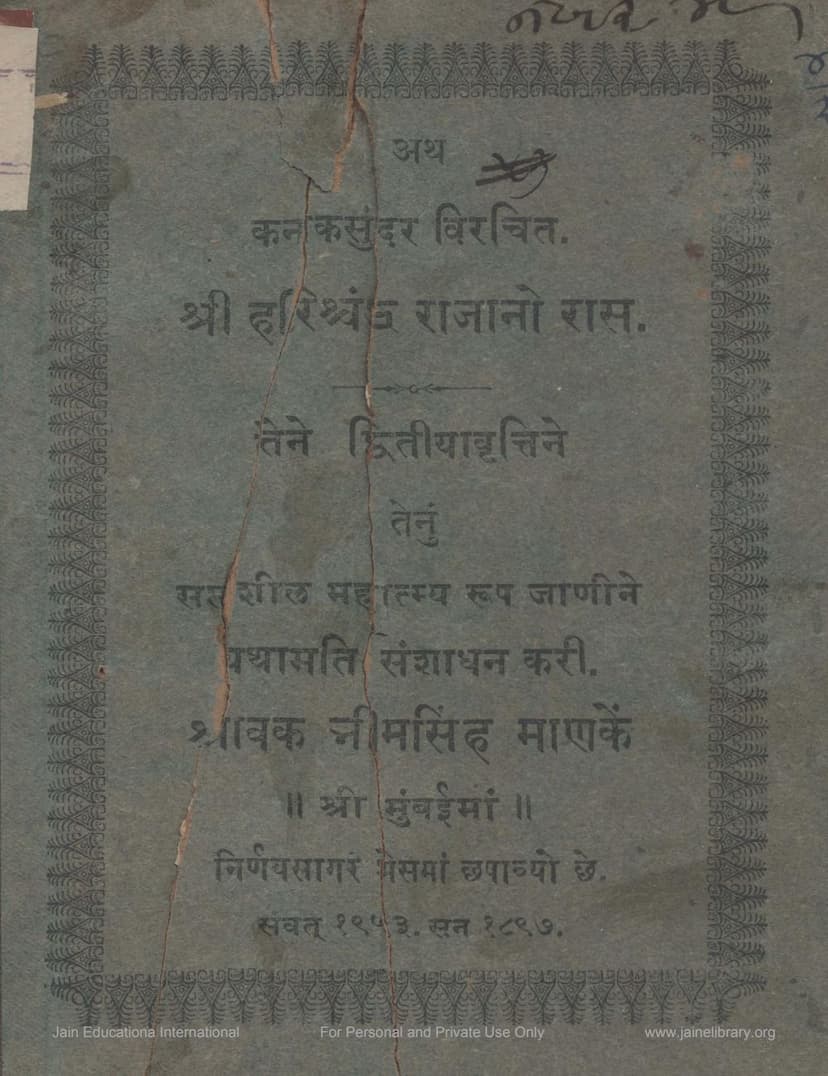 अथ
कनकसुंदर विरचित.
श्री हरिश्चंड राजानो रास.
तेने द्वितीयावृत्तिने
तेनुं
सत्तशील महात्म्य रूप जाणीने
यथामति संशाधन करी.
श्रावक नीमसिंह माणकें
॥ श्री मुंबईमां ॥
निर्णयसागर प्रेसमां छपाव्यो छे.
संवत् १९५३. सन १८९७.
Jain Educationa International
For Personal and Private Use Only
www.jainelibrary.org